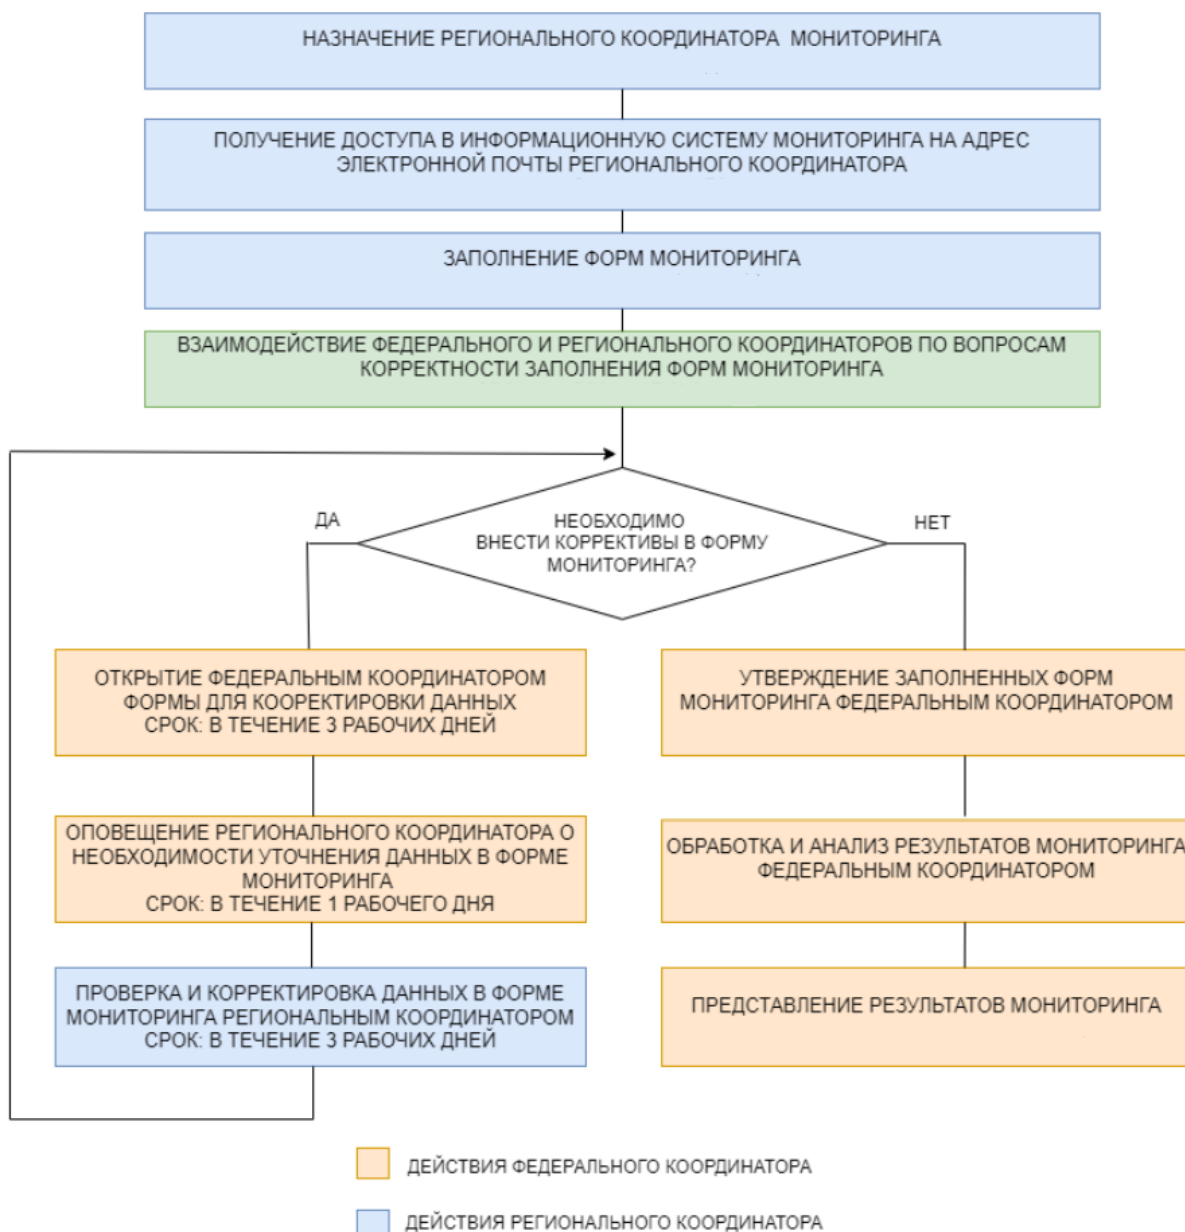 НАЗНАЧЕНИЕ РЕГИОНАЛЬНОГО КООРДИНАТОРА МОНИТОРИНГА
ПОЛУЧЕНИЕ ДОСТУПА В ИНФОРМАЦИОННУЮ СИСТЕМУ МОНИТОРИНГА НА АДРЕС
ЭЛЕКТРОННОЙ ПОЧТЫ РЕГИОНАЛЬНОГО КООРДИНАТОРА
ЗАПОЛНЕНИЕ ФОРМ МОНИТОРИНГА
ВЗАИМОДЕЙСТВИЕ ФЕДЕРАЛЬНОГО И РЕГИОНАЛЬНОГО КООРДИНАТОРОВ ПО ВОПРОСАМ
КОРРЕКТНОСТИ ЗАПОЛНЕНИЯ ФОРМ МОНИТОРИНГА
ДА
НЕОБХОДИМО
ВНЕСТИ КОРРЕКТИВЫ В ФОРМУ
МОНИТОРИНГА?
НЕТ
ОТКРЫТИЕ ФЕДЕРАЛЬНЫМ КООРДИНАТОРОМ
ФОРМЫ ДЛЯ КООРЕКТИРОВКИ ДАННЫХ
СРОК: В ТЕЧЕНИЕ 3 РАБОЧИХ ДНЕЙ
УТВЕРЖДЕНИЕ ЗАПОЛНЕННЫХ ФОРМ
МОНИТОРИНГА ФЕДЕРАЛЬНЫМ КООРДИНАТОРОМ
ОПОВЕЩЕНИЕ РЕГИОНАЛЬНОГО КООРДИНАТОРА О
НЕОБХОДИМОСТИ УТОЧНЕНИЯ ДАННЫХ В ФОРМЕ
МОНИТОРИНГА
СРОК: В ТЕЧЕНИЕ 1 РАБОЧЕГО ДНЯ
ОБРАБОТКА И АНАЛИЗ РЕЗУЛЬТАТОВ МОНИТОРИНГА
ФЕДЕРАЛЬНЫМ КООРДИНАТОРОМ
ПРОВЕРКА И КОРРЕКТИРОВКА ДАННЫХ В ФОРМЕ
МОНИТОРИНГА РЕГИОНАЛЬНЫМ КООРДИНАТОРОМ
СРОК: В ТЕЧЕНИЕ 3 РАБОЧИХ ДНЕЙ
ПРЕДСТАВЛЕНИЕ РЕЗУЛЬТАТОВ МОНИТОРИНГА
ДЕЙСТВИЯ ФЕДЕРАЛЬНОГО КООРДИНАТОРА
ДЕЙСТВИЯ РЕГИОНАЛЬНОГО КООРДИНАТОРА